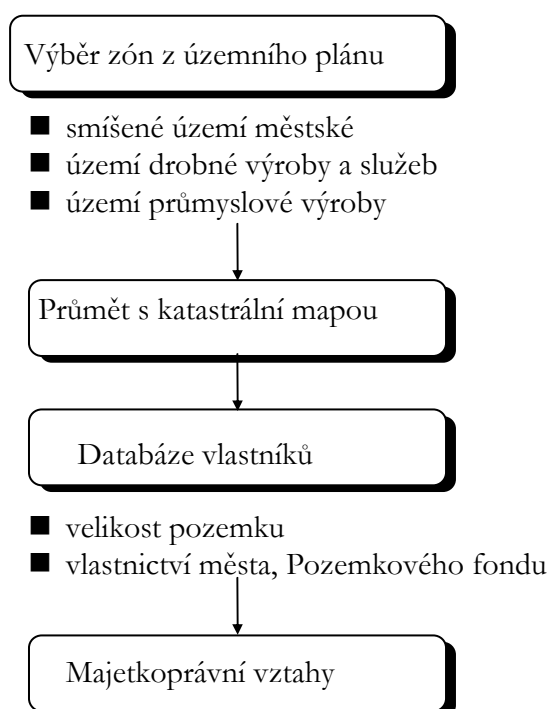 Výběr zón z územního plánu
■ smíšené území městské
■ území drobné výroby a služeb
■ území průmyslové výroby
Průmět s katastrální mapou
Databáze vlastníků
■ velikost pozemku
■ vlastnictví města, Pozemkového fondu
Majetkoprávní vztahy